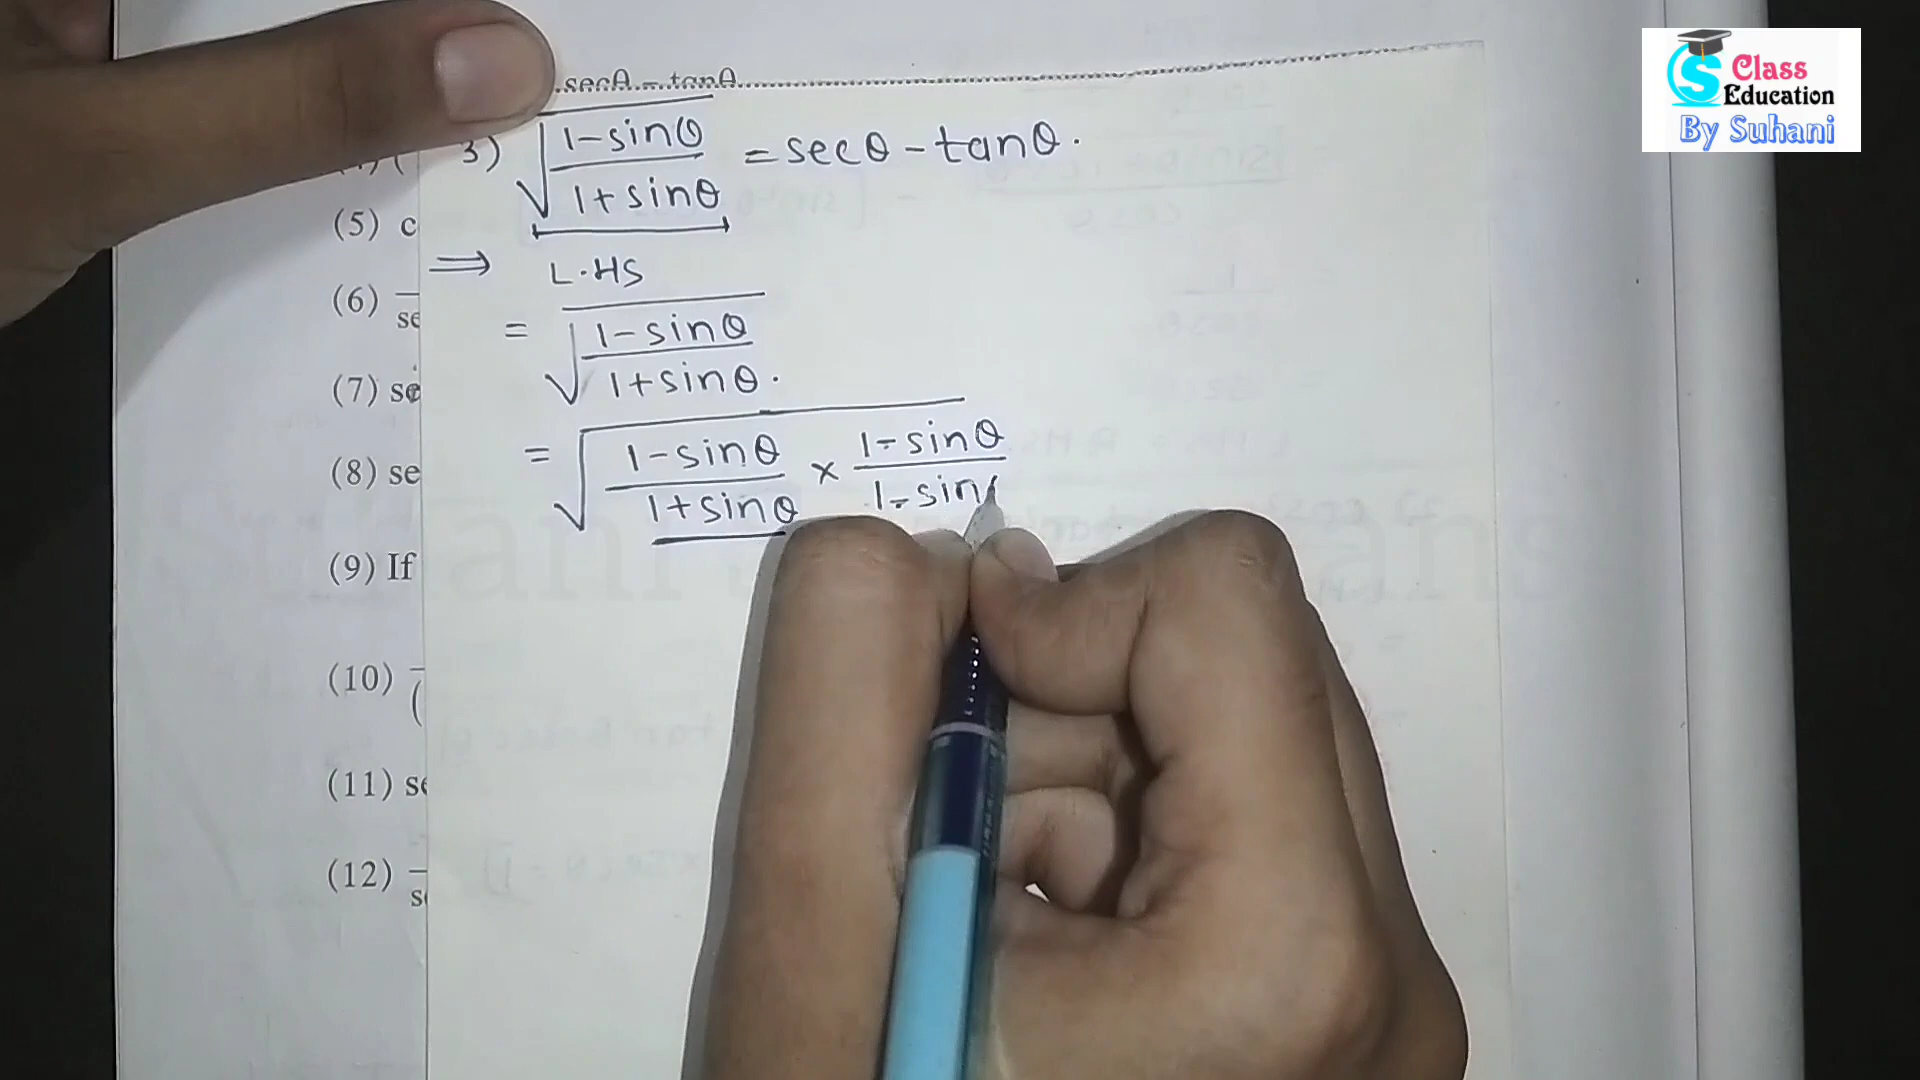 Class
Education
By Suhani
secθ – tanθ
3) √(1-sinθ / 1+sinθ) = secθ - tanθ.
(5) c
⇒ L.HS
(6)
se
= √(1-sinθ / 1+sinθ).
(7) se
= √(1-sinθ / 1+sinθ × 1-sinθ / 1-sin
(8) se
(9) If
(10)
(
(11) se
(12)
s